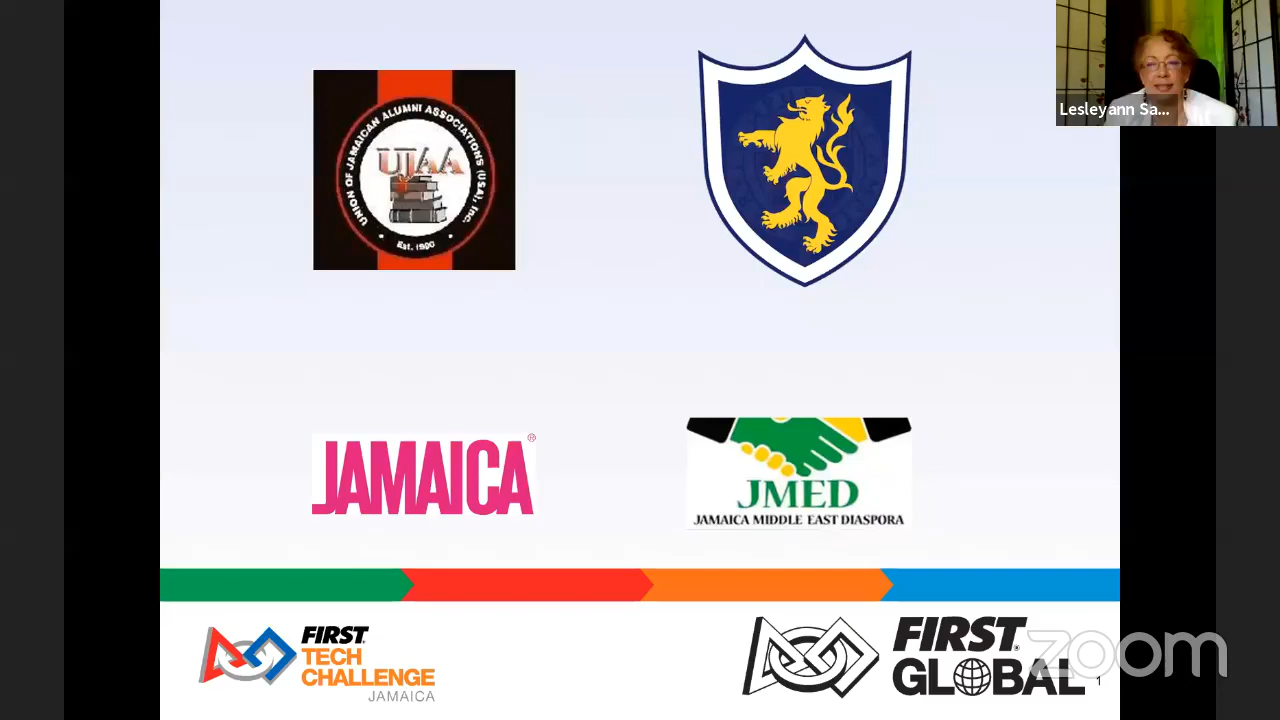 Lesleyann Sa...
UNION OF JAMAICAN ALUMNI ASSOCIATIONS (USA), Inc.
UJAA
Est. 1990
JAMAICA®
JMED
JAMAICA MIDDLE EAST DIASPORA
FIRST®
TECH
CHALLENGE
JAMAICA
FIRST®
GLOBAL
1
zoom